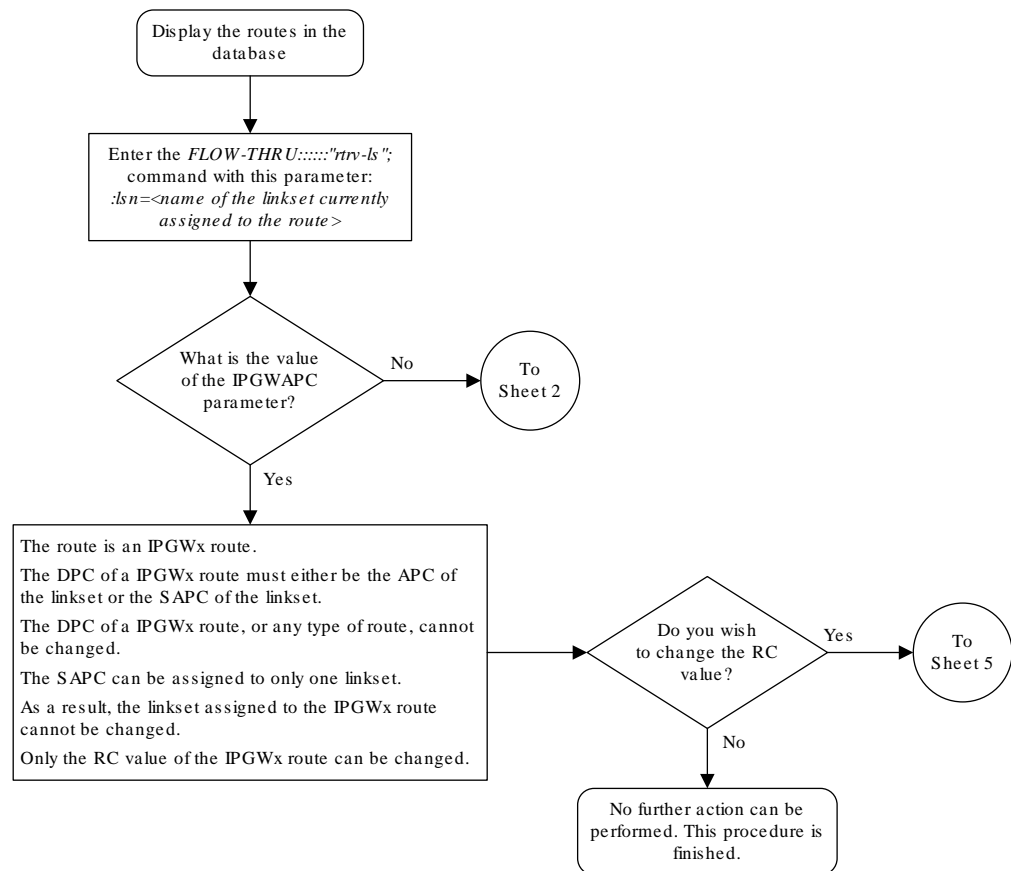 Display the routes in the
database
Enter the FLOW-THRU::::::"rtrv-ls";
command with this parameter:
:lsn=<name of the linkset currently
assigned to the route>
What is the value
of the IPGWAPC
parameter?
No
To
Sheet 2
Yes
The route is an IPGWx route.
The DPC of a IPGWx route must either be the APC of
the linkset or the SAPC of the linkset.
The DPC of a IPGWx route, or any type of route, cannot
be changed.
The SAPC can be assigned to only one linkset.
As a result, the linkset assigned to the IPGWx route
cannot be changed.
Only the RC value of the IPGWx route can be changed.
Do you wish
to change the RC
value?
Yes
To
Sheet 5
No
No further action can be
performed. This procedure is
finished.